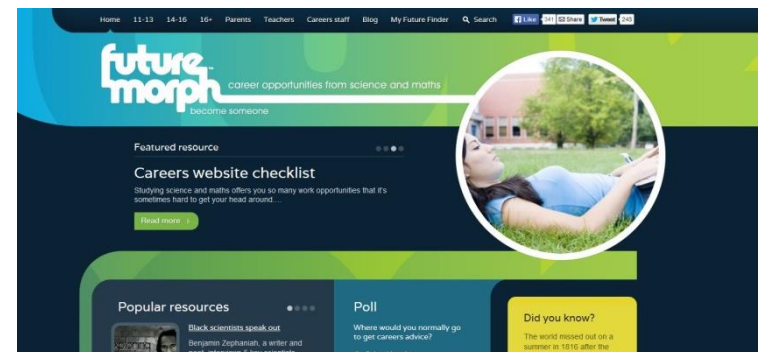 Home 11-13 14-16 16+ Parents Teachers Careers staff Blog My Future Finder Search Like 341 Share Tweet 249
future
morph
career opportunities from science and maths
become someone
Featured resource
Careers website checklist
Studying science and maths offers you so many work opportunities that it's
sometimes hard to get your head around....
Read more
Popular resources
Black scientists speak out
Benjamin Zephaniah, a writer and
Poll
Where would you normally go
to get careers advice?
Did you know?
The world missed out on a
summer in 1816 after the